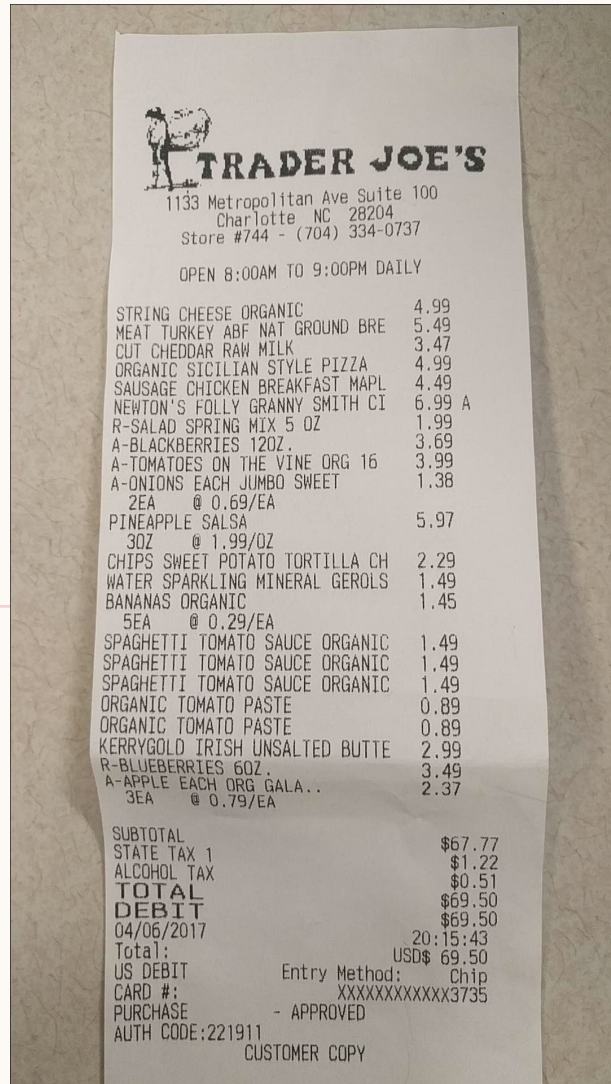 TRADER JOE'S
1133 Metropolitan Ave Suite 100
Charlotte NC 28204
Store #744 - (704) 334-0737
OPEN 8:00AM TO 9:00PM DAILY
STRING CHEESE ORGANIC 4.99
MEAT TURKEY ABF NAT GROUND BRE 5.49
CUT CHEDDAR RAW MILK 3.47
ORGANIC SICILIAN STYLE PIZZA 4.99
SAUSAGE CHICKEN BREAKFAST MAPL 4.49
NEWTON'S FOLLY GRANNY SMITH CI 6.99 A
R-SALAD SPRING MIX 5 OZ 1.99
A-BLACKBERRIES 12OZ. 3.69
A-TOMATOES ON THE VINE ORG 16 3.99
A-ONIONS EACH JUMBO SWEET 1.38
2EA @ 0.69/EA
PINEAPPLE SALSA 5.97
3OZ @ 1.99/OZ
CHIPS SWEET POTATO TORTILLA CH 2.29
WATER SPARKLING MINERAL GEROLS 1.49
BANANAS ORGANIC 1.45
5EA @ 0.29/EA
SPAGHETTI TOMATO SAUCE ORGANIC 1.49
SPAGHETTI TOMATO SAUCE ORGANIC 1.49
SPAGHETTI TOMATO SAUCE ORGANIC 1.49
ORGANIC TOMATO PASTE 0.89
ORGANIC TOMATO PASTE 0.89
KERRYGOLD IRISH UNSALTED BUTTE 2.99
R-BLUEBERRIES 6OZ. 3.49
A-APPLE EACH ORG GALA.. 2.37
3EA @ 0.79/EA
SUBTOTAL $67.77
STATE TAX 1 $1.22
ALCOHOL TAX $0.51
TOTAL $69.50
DEBIT $69.50
04/06/2017 20:15:43
Total: USD$ 69.50
US DEBIT Entry Method: Chip
CARD #: XXXXXXXXXXXX3735
PURCHASE - APPROVED
AUTH CODE:221911
CUSTOMER COPY